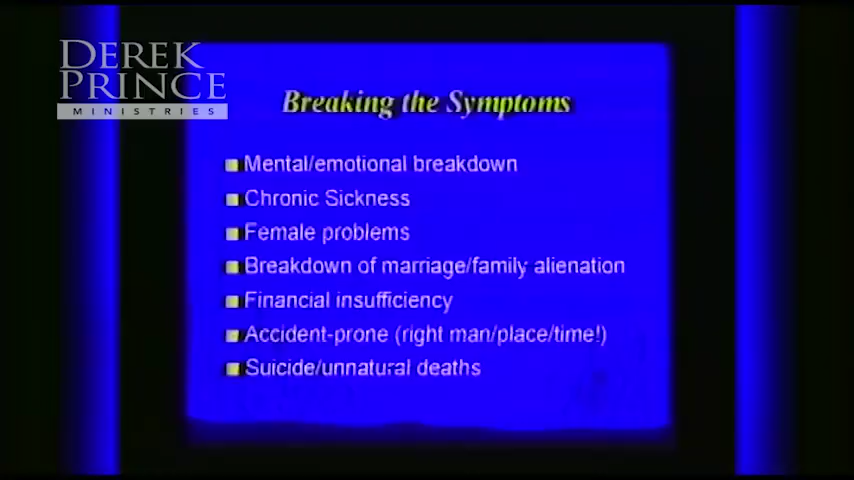 DEREK
PRINCE
MINISTRIES
Breaking the Symptoms
Mental/emotional breakdown
Chronic Sickness
Female problems
Breakdown of marriage/family alienation
Financial insufficiency
Accident-prone (right man/place/time!)
Suicide/unnatural deaths